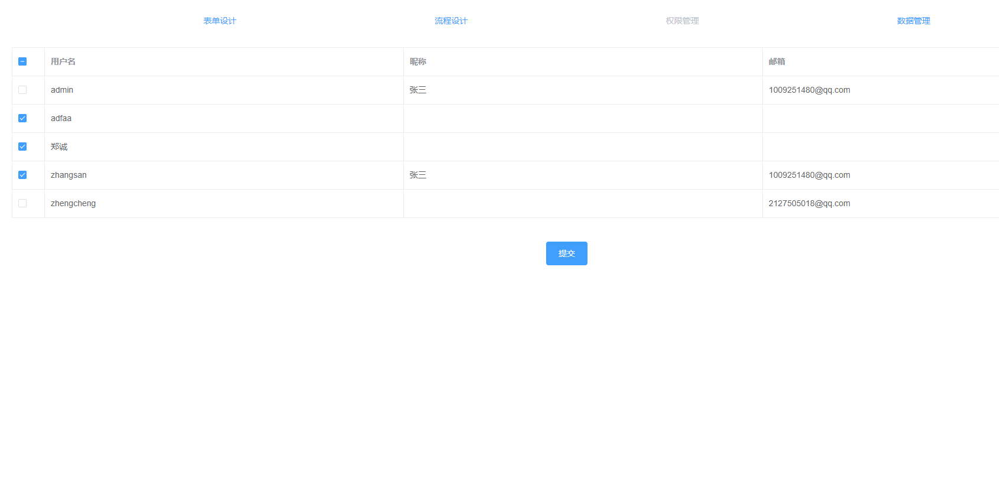 表单设计 流程设计 权限管理 数据管理
用户名 昵称 邮箱
admin 张三 1009251480@qq.com
adfaa
郑诚
zhangsan 张三 1009251480@qq.com
zhengcheng 2127505018@qq.com
提交